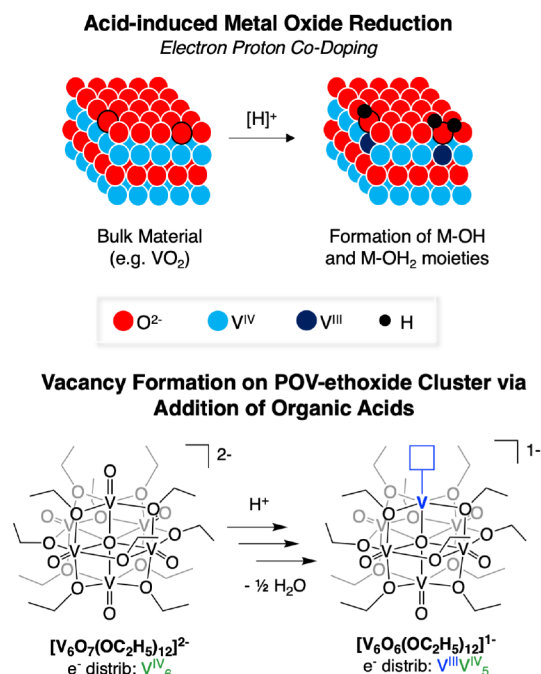 Acid-induced Metal Oxide Reduction
Electron Proton Co-Doping
[H]⁺
Bulk Material
(e.g. VO₂)
Formation of M-OH
and M-OH₂ moieties
O²⁻ Vᴵⱽ Vᴵᴵᴵ H
Vacancy Formation on POV-ethoxide Cluster via
Addition of Organic Acids
2-
1-
O
O
V
V
O
O
O
O
O
O
O
O
O
V
V
V
V
O
O
O
O
V
O
O
O
O
V
V
O
O
O
O
O
O
O
O
V
V
V
V
O
O
O
O
V
V
O
O
H⁺
- ½ H₂O
[V₆O₇(OC₂H₅)₁₂]²⁻
e⁻ distrib: Vᴵⱽ₆
[V₆O₆(OC₂H₅)₁₂]¹⁻
e⁻ distrib: VᴵᴵᴵVᴵⱽ₅